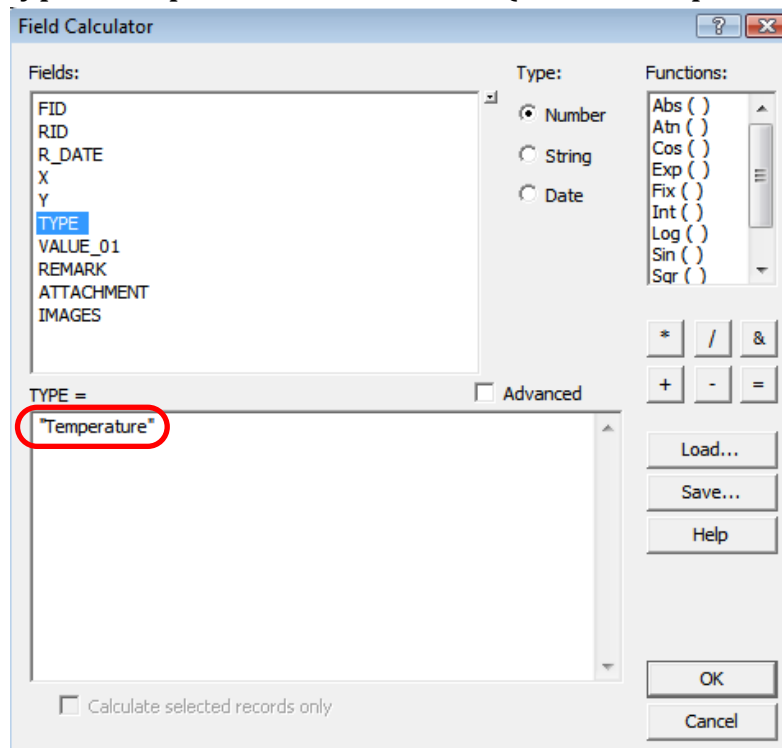 Field Calculator
Fields:
FID
RID
R_DATE
X
Y
TYPE
VALUE_01
REMARK
ATTACHMENT
IMAGES
Type:
Number
String
Date
Functions:
Abs ( )
Atn ( )
Cos ( )
Exp ( )
Fix ( )
Int ( )
Log ( )
Sin ( )
Sqr ( )
* / &
+ - =
TYPE =
Advanced
"Temperature"
Load...
Save...
Help
Calculate selected records only
OK
Cancel